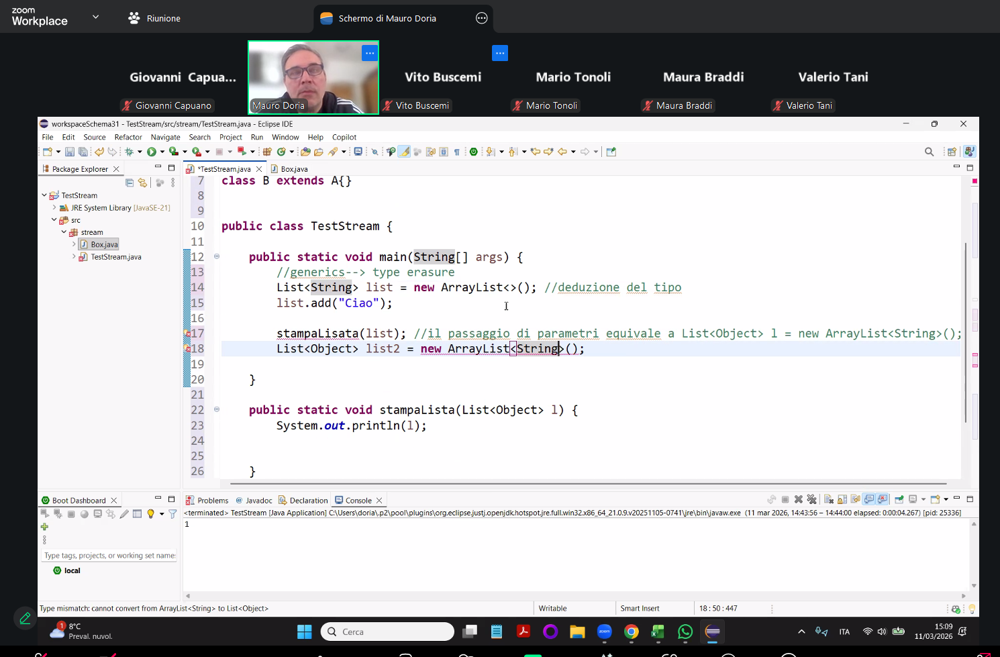 zoom
Workplace
Riunione
Schermo di Mauro Doria
Giovanni Capua...
Vito Buscemi
Mario Tonoli
Maura Braddi
Valerio Tani
Giovanni Capuano
Mauro Doria
Vito Buscemi
Mario Tonoli
Maura Braddi
Valerio Tani
workspaceSchema31 - TestStream/src/stream/TestStream.java - Eclipse IDE
File Edit Source Refactor Navigate Search Project Run Window Help Copilot
Package Explorer
*TestStream.java
Box.java
TestStream
JRE System Library [JavaSE-21]
src
stream
Box.java
TestStream.java
7 class B extends A{}
8
9
10 public class TestStream {
11
12 public static void main(String[] args) {
13 //generics--> type erasure
14 List<String> list = new ArrayList<>(); //deduzione del tipo
15 list.add("Ciao");
16
17 stampaLisata(list); //il passaggio di parametri equivale a List<Object> l = new ArrayList<String>();
18 List<Object> list2 = new ArrayList<String>();
19
20 }
21
22 public static void stampaLista(List<Object> l) {
23 System.out.println(l);
24
25
26 }
Boot Dashboard
Problems @ Javadoc Declaration Console
<terminated> TestStream [Java Application] C:\Users\doria\.p2\pool\plugins\org.eclipse.justj.openjdk.hotspot.jre.full.win32.x86_64_21.0.9.v20251105-0741\jre\bin\javaw.exe (11 mar 2026, 14:43:56 – 14:44:00 elapsed: 0:00:04.267) [pid: 25336]
1
Type tags, projects, or working set name:
local
Type mismatch: cannot convert from ArrayList<String> to List<Object>
Writable
Smart Insert
18 : 50 : 447
1
8°C
Preval. nuvol.
Cerca
zoom
ITA
15:09
11/03/2026